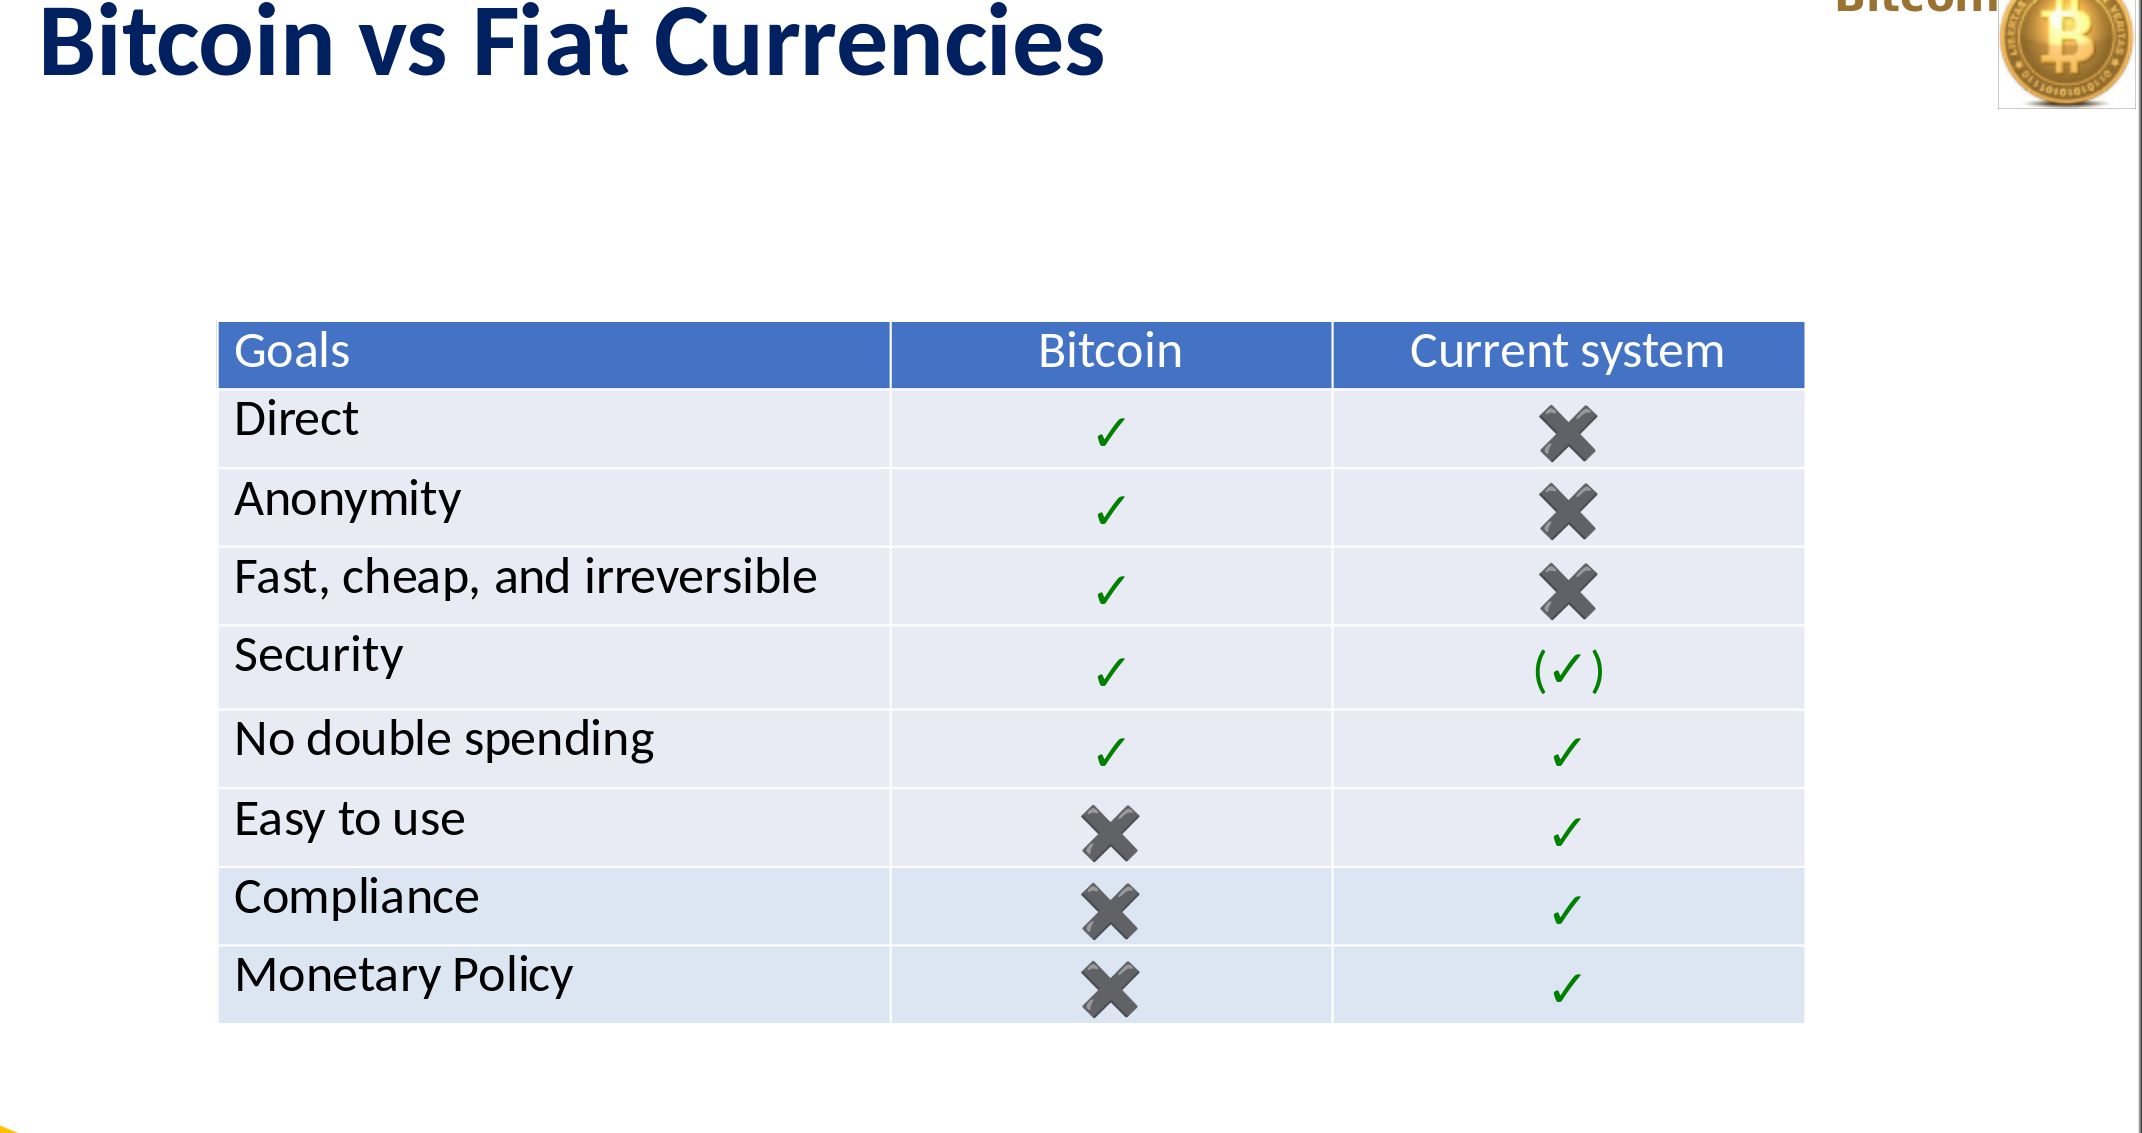 Bitcoin vs Fiat Currencies
Bitcoin
Goals Bitcoin Current system
Direct ✓ ✖
Anonymity ✓ ✖
Fast, cheap, and irreversible ✓ ✖
Security ✓ (✓)
No double spending ✓ ✓
Easy to use ✖ ✓
Compliance ✖ ✓
Monetary Policy ✖ ✓